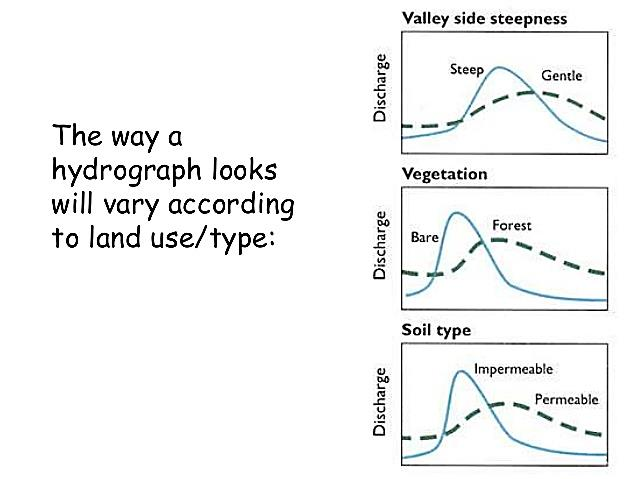 The way a
hydrograph looks
will vary according
to land use/type:
Valley side steepness
Discharge
Steep
Gentle
Vegetation
Discharge
Bare
Forest
Soil type
Discharge
Impermeable
Permeable